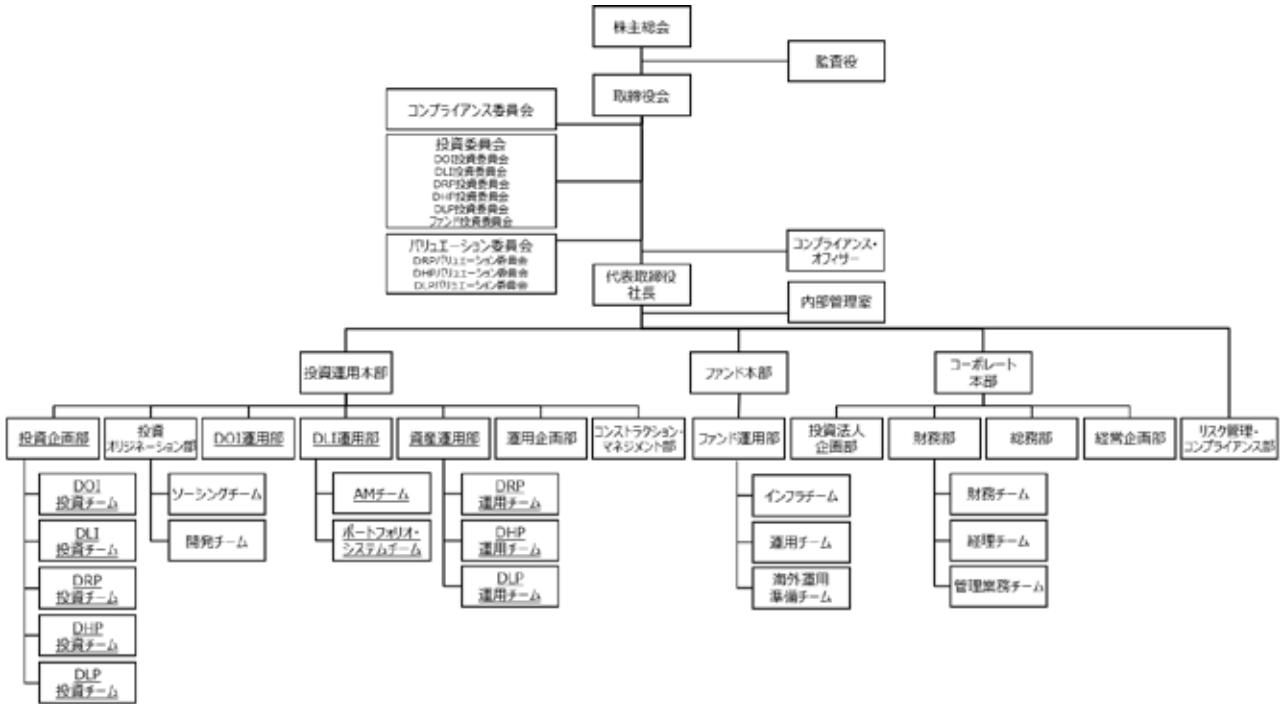 株主総会
監査役
取締役会
コンプライアンス委員会
投資委員会
DOI投資委員会
DLI投資委員会
DRP投資委員会
DHP投資委員会
DLP投資委員会
ファンド投資委員会
バリュエーション委員会
DRPバリュエーション委員会
DHPバリュエーション委員会
DLPバリュエーション委員会
コンプライアンス・
オフィサー
代表取締役
社長
内部管理室
投資運用本部
ファンド本部
コーポレート
本部
投資企画部
投資
オリジネーション部
DOI運用部
DLI運用部
資産運用部
運用企画部
コンストラクション・
マネジメント部
ファンド運用部
投資法人
企画部
財務部
総務部
経営企画部
リスク管理・
コンプライアンス部
DOI
投資チーム
DLI
投資チーム
DRP
投資チーム
DHP
投資チーム
DLP
投資チーム
ソーシングチーム
開発チーム
AMチーム
ポートフォリオ・
システムチーム
DRP
運用チーム
DHP
運用チーム
DLP
運用チーム
インフラチーム
運用チーム
海外運用
準備チーム
財務チーム
経理チーム
管理業務チーム